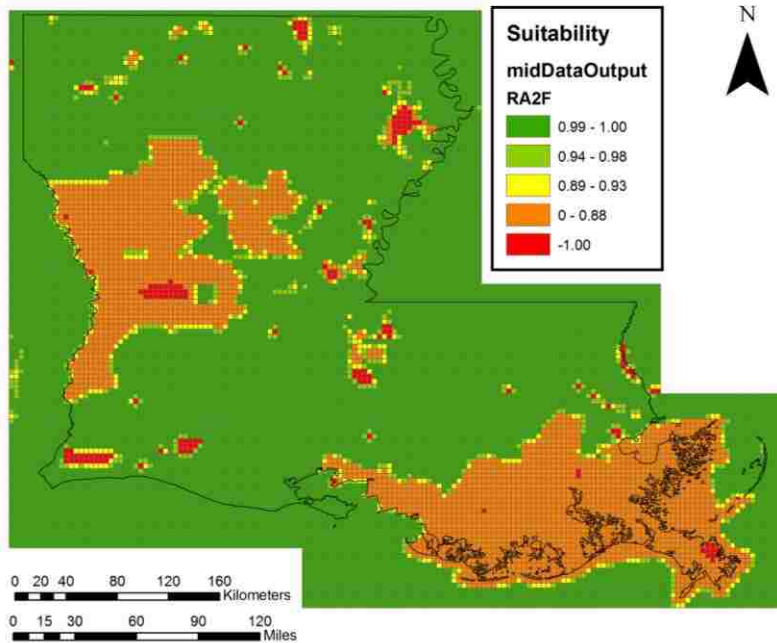 N
Suitability
midDataOutput
RA2F
0.99 - 1.00
0.94 - 0.98
0.89 - 0.93
0 - 0.88
-1.00
0 20 40 80 120 160
Kilometers
0 15 30 60 90 120
Miles